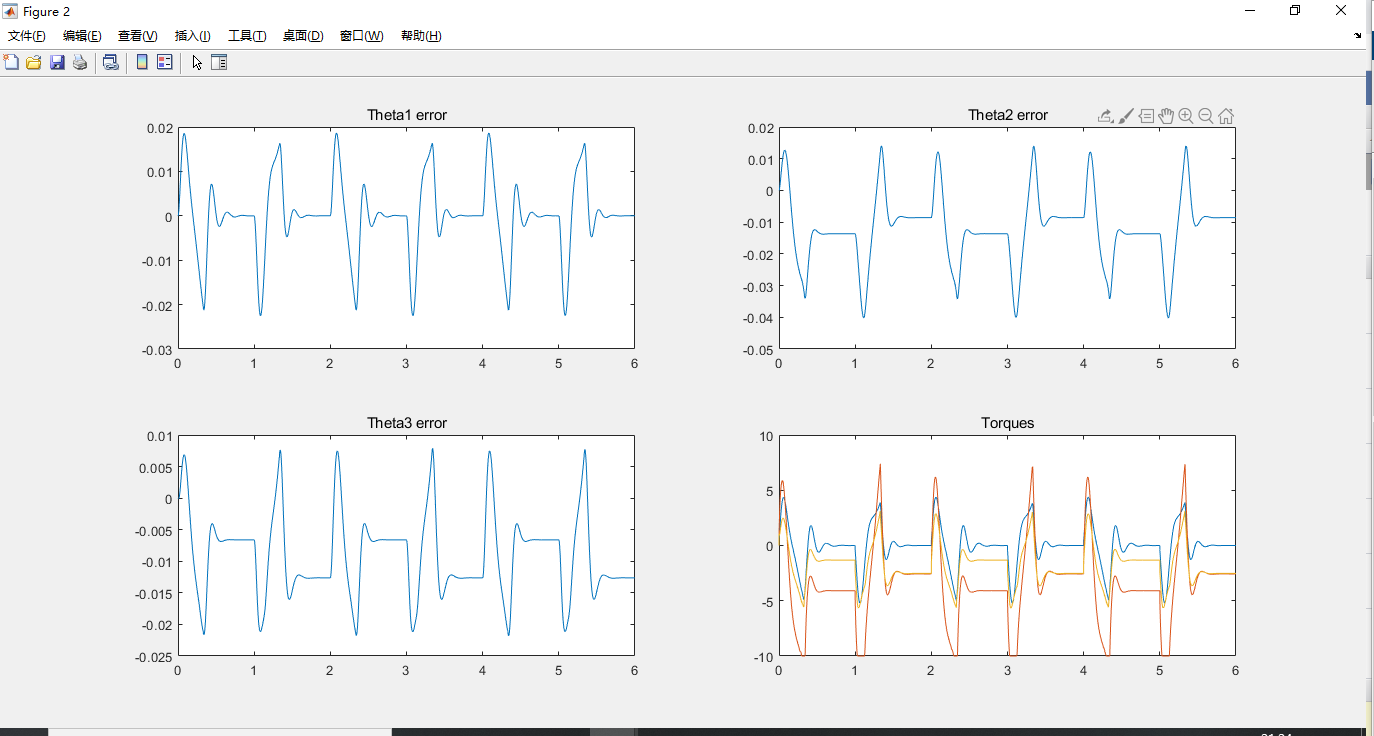 Figure 2
文件(F) 编辑(E) 查看(V) 插入(I) 工具(T) 桌面(D) 窗口(W) 帮助(H)
Theta1 error
0.02
0.01
0
-0.01
-0.02
-0.03
0 1 2 3 4 5 6
Theta2 error
0.02
0.01
0
-0.01
-0.02
-0.03
-0.04
-0.05
0 1 2 3 4 5 6
Theta3 error
0.01
0.005
0
-0.005
-0.01
-0.015
-0.02
-0.025
0 1 2 3 4 5 6
Torques
10
5
0
-5
-10
0 1 2 3 4 5 6